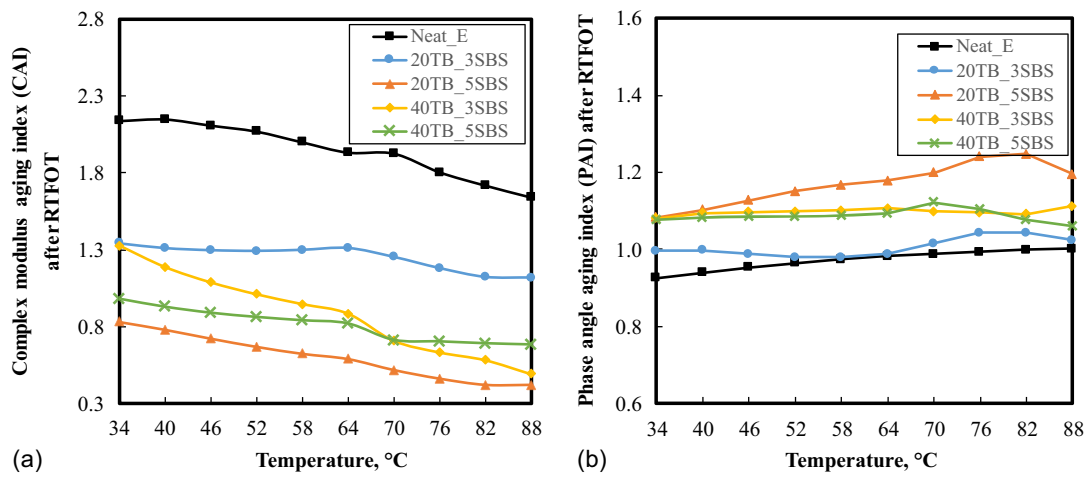 Complex modulus aging index (CAI)
after RTFOT
2.8
2.3
1.8
1.3
0.8
0.3
Neat_E
20TB_3SBS
20TB_5SBS
40TB_3SBS
40TB_5SBS
34 40 46 52 58 64 70 76 82 88
Temperature, °C
(a)
Phase angle aging index (PAI) after RTFOT
1.6
1.4
1.2
1.0
0.8
0.6
Neat_E
20TB_3SBS
20TB_5SBS
40TB_3SBS
40TB_5SBS
34 40 46 52 58 64 70 76 82 88
Temperature, °C
(b)